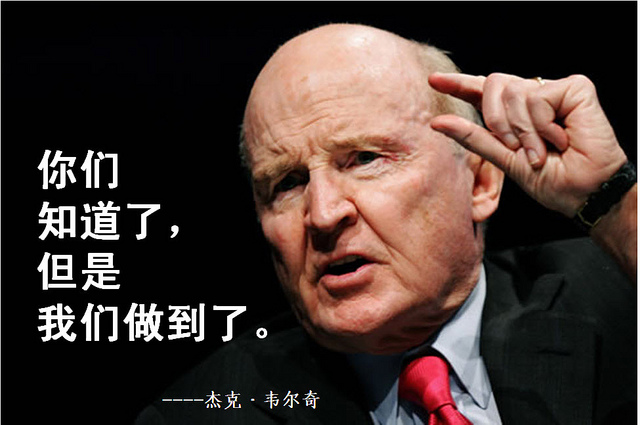 你们
知道了，
但是
我们做到了。
----杰克·韦尔奇